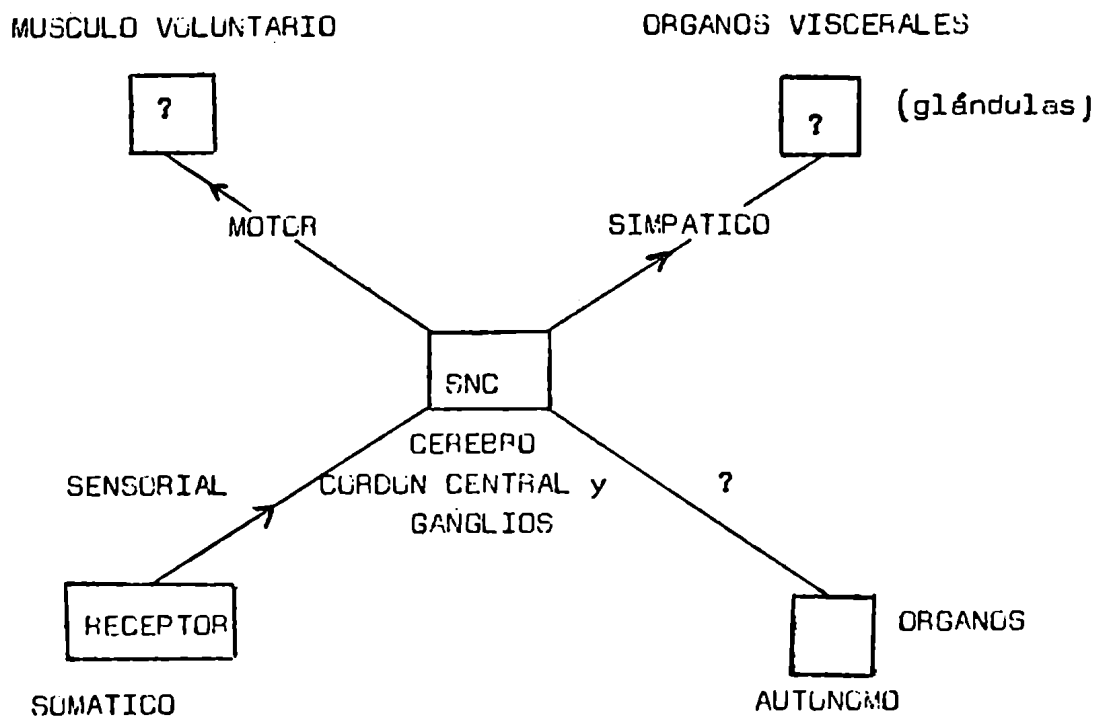 MUSCULO VOLUNTARIO
ORGANOS VISCERALES
?
?
(glándulas)
MOTOR
SIMPATICO
SNC
CEREBRO
SENSORIAL
CORDON CENTRAL y
?
GANGLIOS
RECEPTOR
ORGANOS
SOMATICO
AUTONOMO